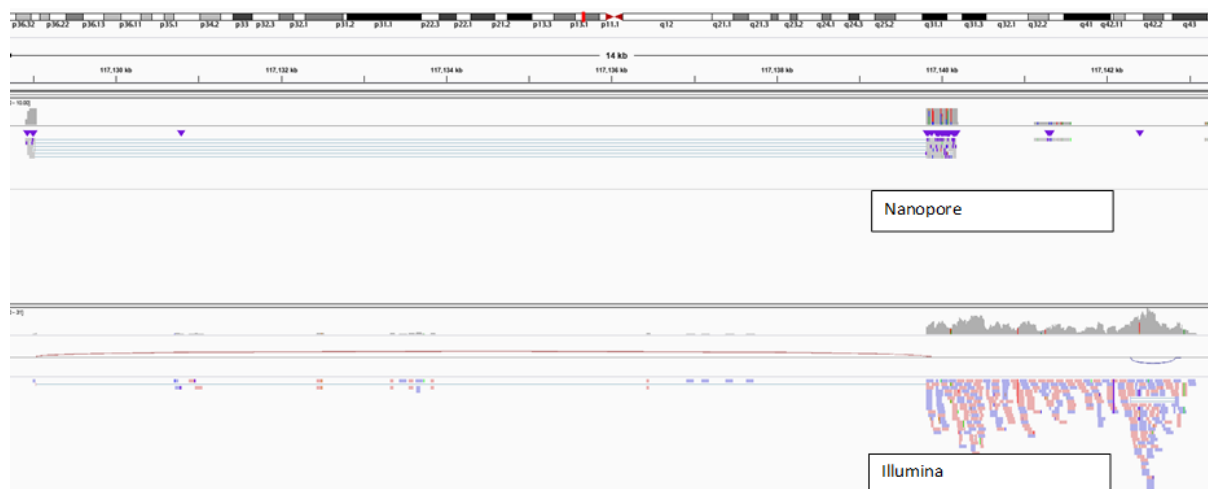 p36.32 p36.22 p36.13 p36.11 p35.1 p34.2 p33 p32.3 p32.1 p31.2 p31.1 p22.3 p22.1 p21.2 p13.3 p13.1 p11.1 q12 q21.1 q21.3 q23.2 q24.1 q24.3 q25.2 q31.1 q31.3 q32.1 q32.2 q41 q42.11 q42.2 q43
14 kb
117,130 kb 117,132 kb 117,134 kb 117,136 kb 117,138 kb 117,140 kb 117,142 kb
Nanopore
Illumina